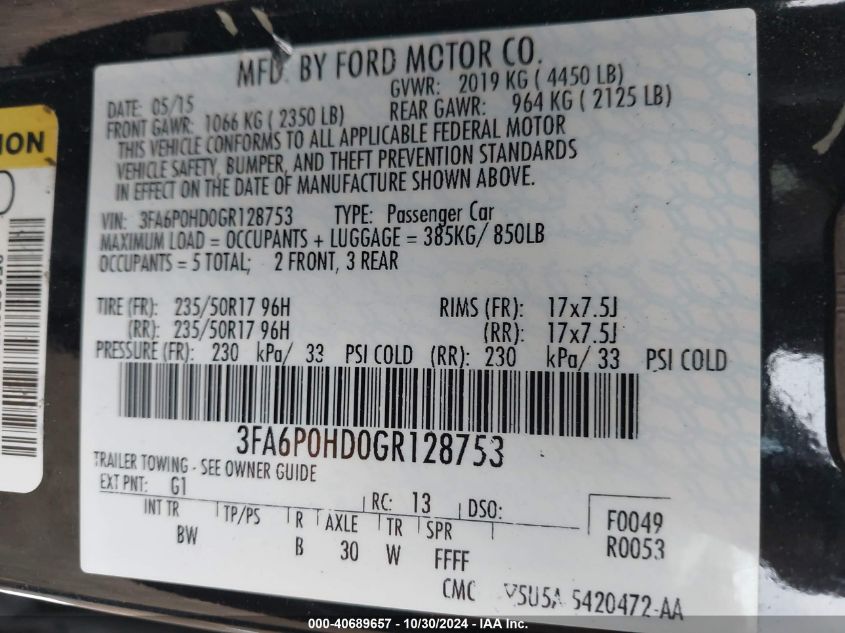 MFD. BY FORD MOTOR CO.
DATE: 05/15 GVWR: 2019 KG ( 4450 LB)
FRONT GAWR: 1066 KG ( 2350 LB) REAR GAWR: 964 KG ( 2125 LB)
THIS VEHICLE CONFORMS TO ALL APPLICABLE FEDERAL MOTOR
VEHICLE SAFETY, BUMPER, AND THEFT PREVENTION STANDARDS
IN EFFECT ON THE DATE OF MANUFACTURE SHOWN ABOVE.
VIN: 3FA6P0HD0GR128753 TYPE: Passenger Car
MAXIMUM LOAD = OCCUPANTS + LUGGAGE = 385KG/ 850LB
OCCUPANTS = 5 TOTAL; 2 FRONT, 3 REAR
TIRE (FR): 235/50R17 96H RIMS (FR): 17x7.5J
(RR): 235/50R17 96H (RR): 17x7.5J
PRESSURE (FR): 230 kPa/ 33 PSI COLD (RR): 230 kPa/ 33 PSI COLD
3FA6P0HD0GR128753
TRAILER TOWING - SEE OWNER GUIDE
EXT PNT: G1 RC: 13 DSO:
INT TR TP/PS R AXLE TR SPR F0049
BW B 30 W FFFF R0053
CMC 5420472-AA
ION
000-40689657 - 10/30/2024 - IAA Inc.